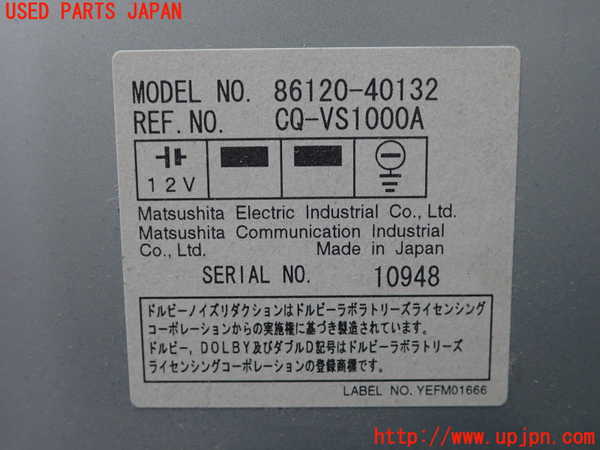 USED PARTS JAPAN
MODEL NO. 86120-40132
REF.NO. CQ-VS1000A
12V
Matsushita Electric Industrial Co., Ltd.
Matsushita Communication Industrial
Co., Ltd. Made in Japan
SERIAL NO. 10948
ドルビーノイズリダクションはドルビーラボラトリーズライセンシング
コーポレーションからの実施権に基づき製造されました。
ドルビー, DOLBY及びダブルD記号はドルビーラボラトリーズ
ライセンシングコーポレーションの登録商標です。
LABEL NO. YEFM01666
http://www.upjpn.com/